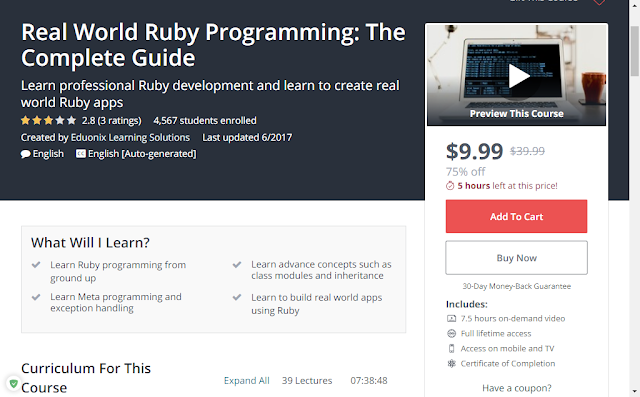 Real World Ruby Programming: The
Complete Guide
Learn professional Ruby development and learn to create real
world Ruby apps
2.8 (3 ratings) 4,567 students enrolled
Created by Eduonix Learning Solutions Last updated 6/2017
English English [Auto-generated]
Preview This Course
$9.99 $39.99
75% off
5 hours left at this price!
Add To Cart
Buy Now
30-Day Money-Back Guarantee
Includes:
7.5 hours on-demand video
Full lifetime access
Access on mobile and TV
Certificate of Completion
Have a coupon?
What Will I Learn?
Learn Ruby programming from
ground up
Learn advance concepts such as
class modules and inheritance
Learn Meta programming and
exception handling
Learn to build real world apps
using Ruby
Curriculum For This
Course
Expand All 39 Lectures 07:38:48